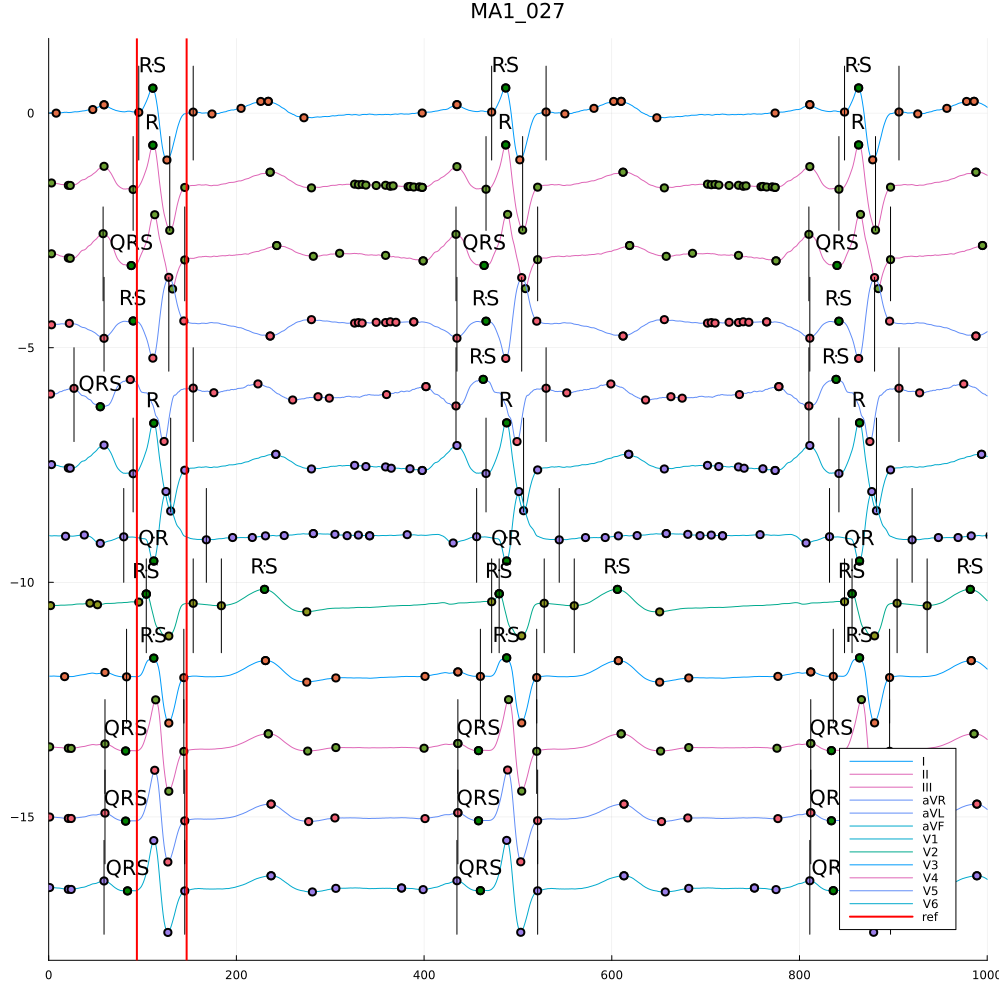 MA1_027
RS RS RS
0
R R R
QRS QRS QRS
RS RS RS
−5
RS RS
QRS
R R R
QR QR QR
RS RS RS RS RS
−10
RS RS RS
QRS QRS QRS
I
II
III
QRS QRS QR
aVR
aVL
−15
aVF
V1
V2
QRS QRS QR
V3
V4
V5
V6
ref
0 200 400 600 800 1000